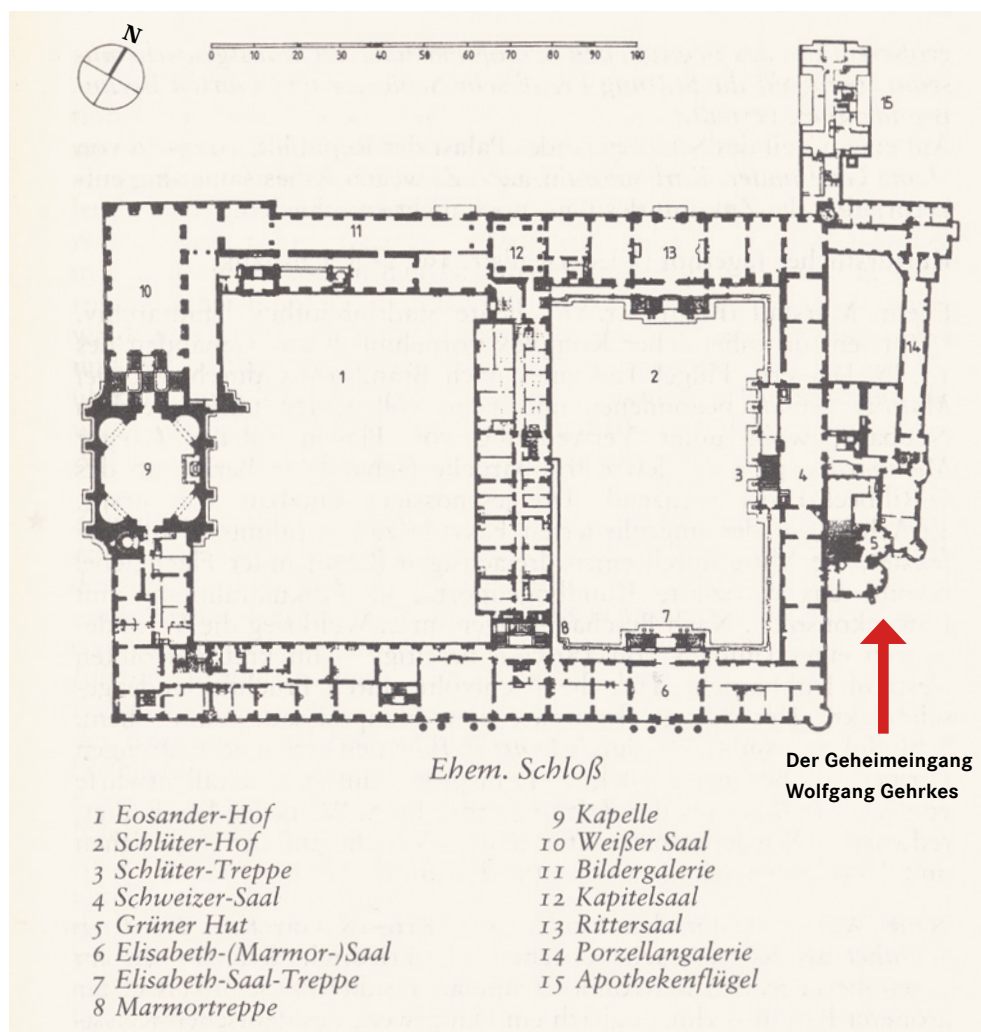 N
0 10 20 30 40 50 60 70 80 90 100
15
11
12
13
10
14
1
2
9
3
4
5
8
7
6
Der Geheimeingang
Wolfgang Gehrkes
Ehem. Schloß
1 Eosander-Hof
2 Schlüter-Hof
3 Schlüter-Treppe
4 Schweizer-Saal
5 Grüner Hut
6 Elisabeth-(Marmor-)Saal
7 Elisabeth-Saal-Treppe
8 Marmortreppe
9 Kapelle
10 Weißer Saal
11 Bildergalerie
12 Kapitelsaal
13 Rittersaal
14 Porzellangalerie
15 Apothekenflügel